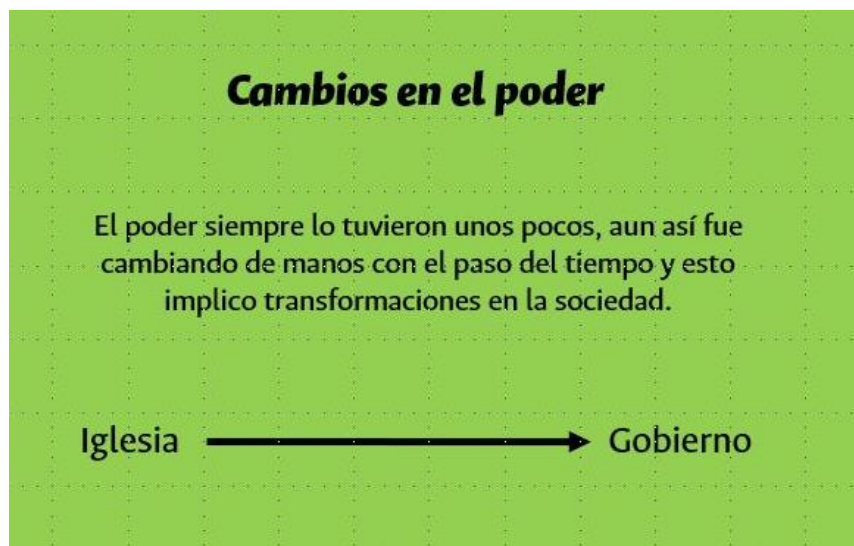 Cambios en el poder
El poder siempre lo tuvieron unos pocos, aun así fue
cambiando de manos con el paso del tiempo y esto
implico transformaciones en la sociedad.
Iglesia Gobierno